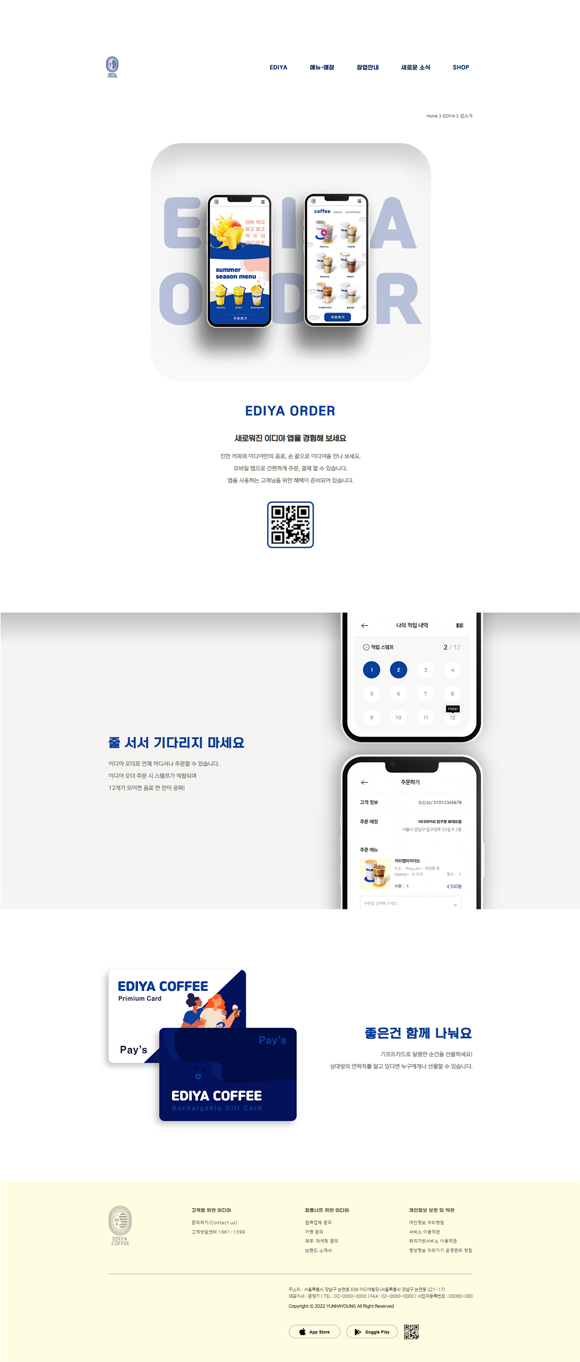 EDIYA
COFFEE
EDIYA 메뉴·매장 창업안내 새로운 소식 SHOP
Home 》 EDIYA 》 앱소개
EDIYA
ORDER
summer
season menu
주문하기
coffee
주문하기
EDIYA ORDER
새로워진 이디야 앱을 경험해 보세요
진한 커피와 이디야만의 음료, 손 끝으로 이디야를 만나 보세요.
모바일 앱으로 간편하게 주문, 결제 할 수 있습니다.
앱을 사용하는 고객님을 위한 혜택이 준비되어 있습니다.
나의 적립 내역
적립 스탬프 2 / 12
1 2 3 4
5 6 7 8
9 10 11 12
줄 서서 기다리지 마세요
이디야 오더로 언제 어디서나 주문할 수 있습니다.
이디야 오더 주문 시 스탬프가 적립되며
12개가 모이면 음료 한 잔이 공짜!
주문하기
고객 정보 이디야/ 01012345678
주문 매장
주문 메뉴
카라멜마끼아또
수량 : 1 4,500원
EDIYA COFFEE
Primium Card
Pay's
Pay's
EDIYA COFFEE
Rechargable Gift Card
좋은건 함께 나눠요
기프트카드로 달콤한 순간을 선물하세요!
상대방의 연락처를 알고 있다면 누구에게나 선물할 수 있습니다.
EDIYA
COFFEE
고객을 위한 이디야
문의하기(Contact us)
고객상담센터 1661-1399
파트너를 위한 이디야
협력업체 문의
가맹 문의
제휴·마케팅 문의
브랜드 소개서
개인정보 보호 및 약관
개인정보 처리방침
서비스 이용약관
위치기반서비스 이용약관
영상정보 처리기기 운영관리 방침
주소지 : 서울특별시 강남구 논현로 636 이디야빌딩(서울특별시 강남구 논현동 221-17)
대표이사 : 문창기 | TEL : 02-0000-0000 | FAX : 02-0000-0000 | 사업자등록번호 : 00000-000
Copyright © 2022 YUNHAYOUNG All Right Reserved
App Store
Goggle Play